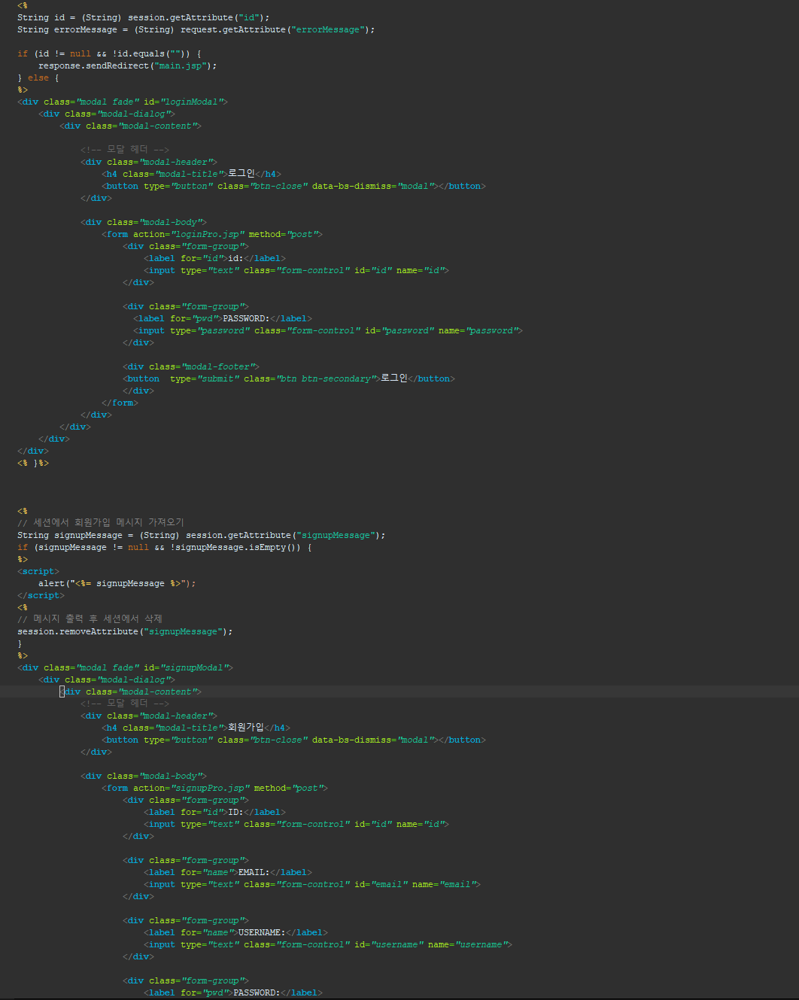 <%
String id = (String) session.getAttribute("id");
String errorMessage = (String) request.getAttribute("errorMessage");
if (id != null && !id.equals("")) {
response.sendRedirect("main.jsp");
} else {
%>
<div class="modal fade" id="loginModal">
<div class="modal-dialog">
<div class="modal-content">
<!-- 모달 헤더 -->
<div class="modal-header">
<h4 class="modal-title">로그인</h4>
<button type="button" class="btn-close" data-bs-dismiss="modal"></button>
</div>
<div class="modal-body">
<form action="loginPro.jsp" method="post">
<div class="form-group">
<label for="id">id:</label>
<input type="text" class="form-control" id="id" name="id">
</div>
<div class="form-group">
<label for="pwd">PASSWORD:</label>
<input type="password" class="form-control" id="password" name="password">
</div>
<div class="modal-footer">
<button  type="submit" class="btn btn-secondary">로그인</button>
</div>
</form>
</div>
</div>
</div>
</div>
<% }%>
<%
// 세션에서 회원가입 메시지 가져오기
String signupMessage = (String) session.getAttribute("signupMessage");
if (signupMessage != null && !signupMessage.isEmpty()) {
%>
<script>
alert("<%= signupMessage %>");
</script>
<%
// 메시지 출력 후 세션에서 삭제
session.removeAttribute("signupMessage");
}
%>
<div class="modal fade" id="signupModal">
<div class="modal-dialog">
<div class="modal-content">
<!-- 모달 헤더 -->
<div class="modal-header">
<h4 class="modal-title">회원가입</h4>
<button type="button" class="btn-close" data-bs-dismiss="modal"></button>
</div>
<div class="modal-body">
<form action="signupPro.jsp" method="post">
<div class="form-group">
<label for="id">ID:</label>
<input type="text" class="form-control" id="id" name="id">
</div>
<div class="form-group">
<label for="name">EMAIL:</label>
<input type="text" class="form-control" id="email" name="email">
</div>
<div class="form-group">
<label for="name">USERNAME:</label>
<input type="text" class="form-control" id="username" name="username">
</div>
<div class="form-group">
<label for="pwd">PASSWORD:</label>